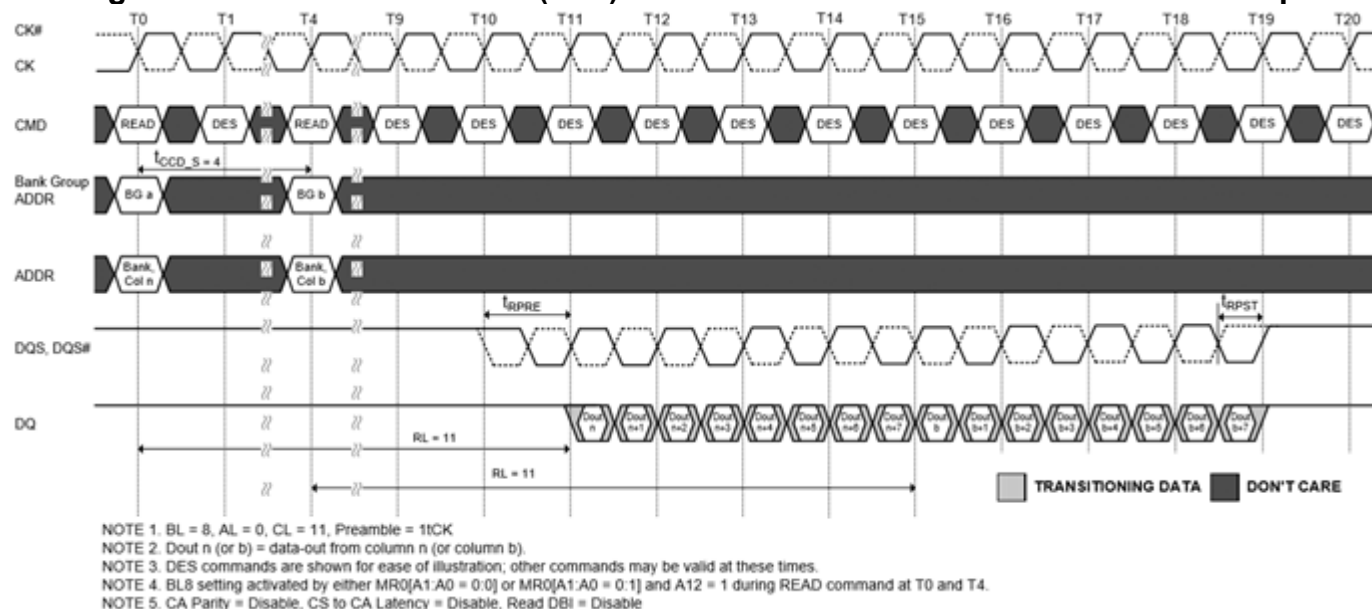 T0 T1 T4 T9 T10 T11 T12 T13 T14 T15 T16 T17 T18 T19 T20
CK#
CK
CMD READ DES READ DES DES DES DES DES DES DES DES DES DES DES DES
tCCD_S = 4
Bank Group
ADDR
BG a BG b
ADDR
Bank,
Col n
Bank,
Col b
tRPRE tRPST
DQS, DQS#
DQ
Dout
n
Dout
n+1
Dout
n+2
Dout
n+3
Dout
n+4
Dout
n+5
Dout
n+6
Dout
n+7
Dout
b
Dout
b+1
Dout
b+2
Dout
b+3
Dout
b+4
Dout
b+5
Dout
b+6
Dout
b+7
RL = 11
RL = 11
TRANSITIONING DATA DON'T CARE
NOTE 1. BL = 8, AL = 0, CL = 11, Preamble = 1tCK
NOTE 2. Dout n (or b) = data-out from column n (or column b).
NOTE 3. DES commands are shown for ease of illustration; other commands may be valid at these times.
NOTE 4. BL8 setting activated by either MR0[A1:A0 = 0:0] or MR0[A1:A0 = 0:1] and A12 = 1 during READ command at T0 and T4.
NOTE 5. CA Parity = Disable, CS to CA Latency = Disable, Read DBI = Disable